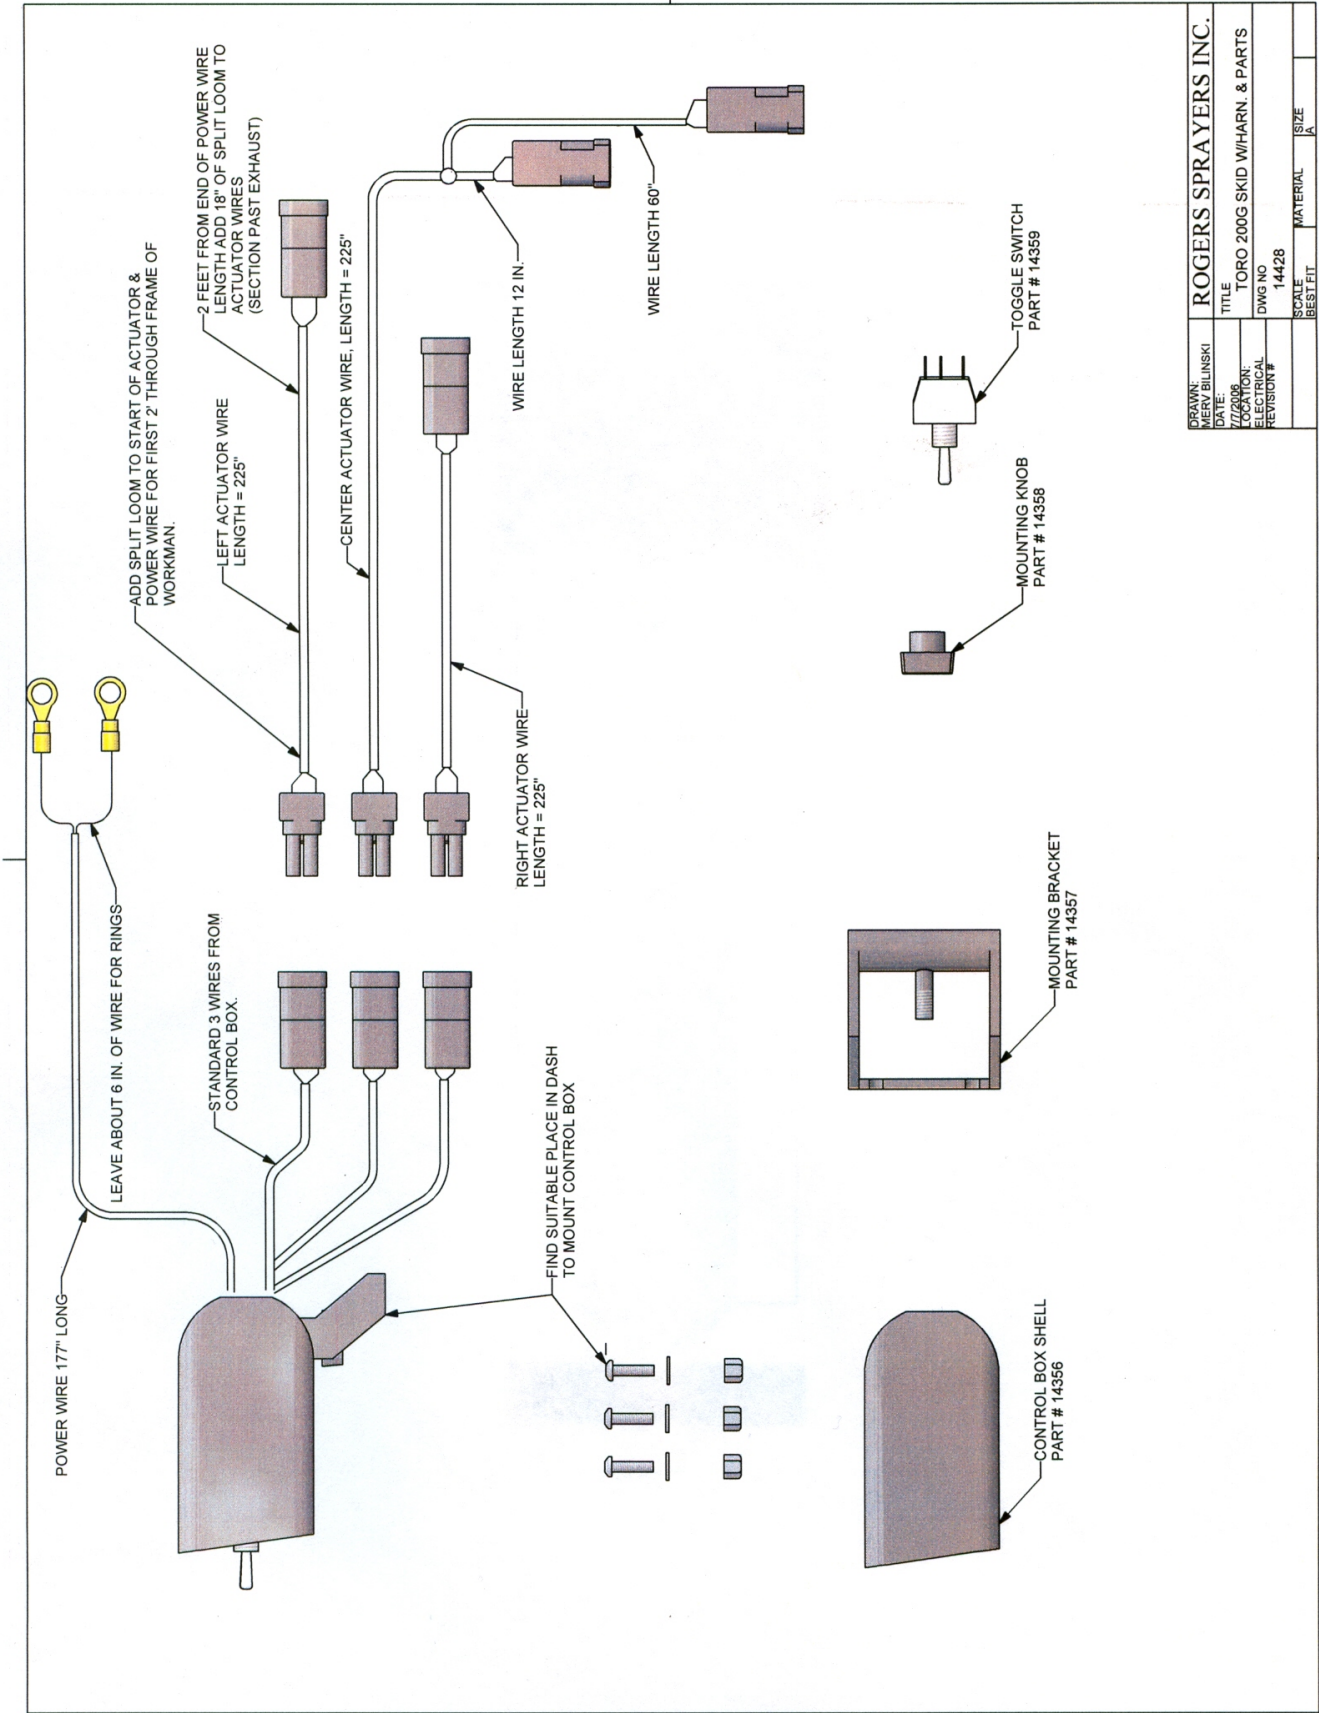 POWER WIRE 177" LONG
LEAVE ABOUT 6 IN. OF WIRE FOR RINGS
STANDARD 3 WIRES FROM
CONTROL BOX.
ADD SPLIT LOOM TO START OF ACTUATOR &
POWER WIRE FOR FIRST 2' THROUGH FRAME OF
WORKMAN.
2 FEET FROM END OF POWER WIRE
LENGTH ADD 18" OF SPLIT LOOM TO
ACTUATOR WIRES
(SECTION PAST EXHAUST)
LEFT ACTUATOR WIRE
LENGTH = 225"
CENTER ACTUATOR WIRE, LENGTH = 225"
WIRE LENGTH 12 IN.
WIRE LENGTH 60"
RIGHT ACTUATOR WIRE
LENGTH = 225"
FIND SUITABLE PLACE IN DASH
TO MOUNT CONTROL BOX
CONTROL BOX SHELL
PART # 14356
MOUNTING BRACKET
PART # 14357
MOUNTING KNOB
PART # 14358
TOGGLE SWITCH
PART # 14359
DRAWN:
MERV BILINSKI
DATE:
7/7/2006
LOCATION:
ELECTRICAL
REVISION #
ROGERS SPRAYERS INC.
TITLE
TORO 200G SKID W/HARN. & PARTS
DWG NO
14428
SCALE
BEST FIT
MATERIAL
SIZE
A